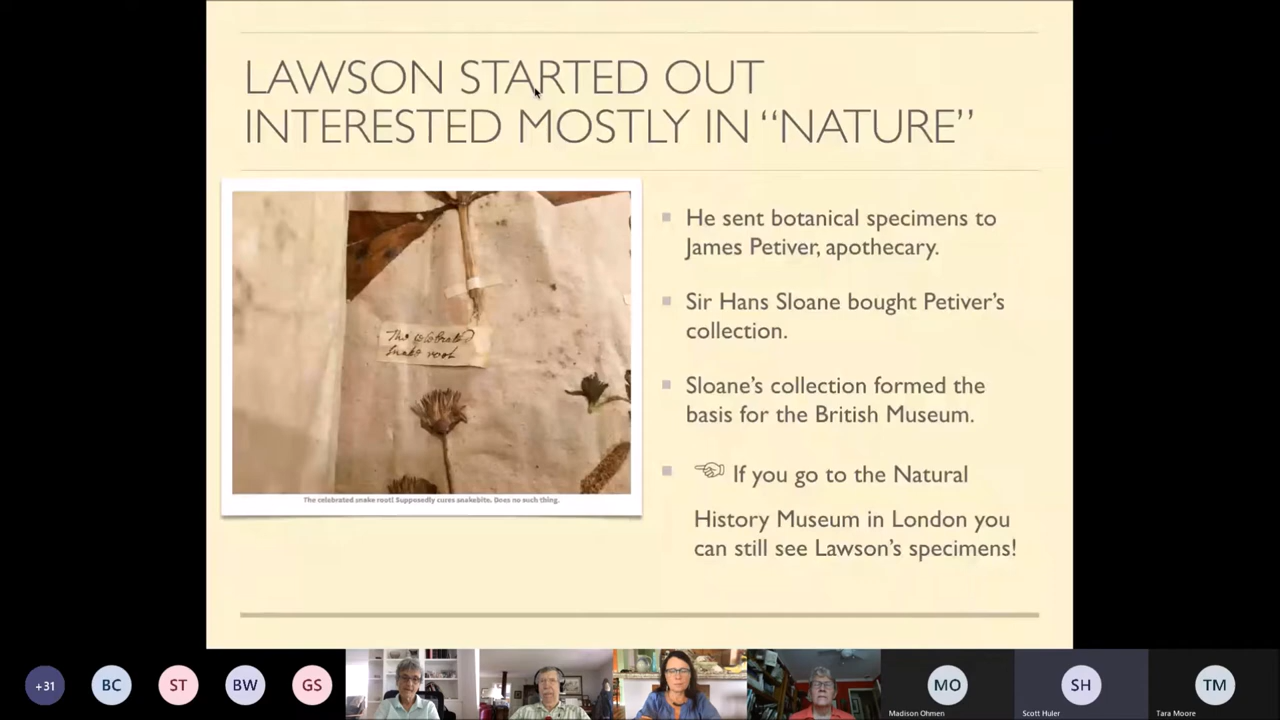 LAWSON STARTED OUT
INTERESTED MOSTLY IN “NATURE”
The celebrated
snake root
The celebrated snake root! Supposedly cures snakebite. Does no such thing.
He sent botanical specimens to
James Petiver, apothecary.
Sir Hans Sloane bought Petiver’s
collection.
Sloane’s collection formed the
basis for the British Museum.
☜ If you go to the Natural
History Museum in London you
can still see Lawson’s specimens!
+31
BC
ST
BW
GS
MO
Madison Ohmen
SH
Scott Huler
TM
Tara Moore